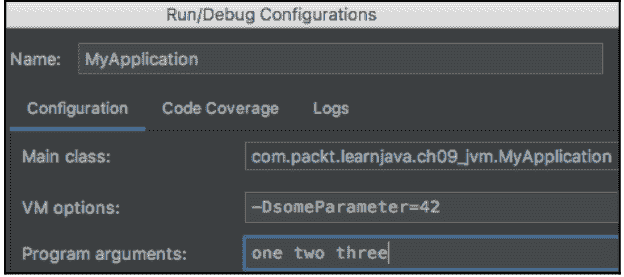 Run/Debug Configurations
Name: MyApplication
Configuration Code Coverage Logs
Main class: com.packt.learnjava.ch09_jvm.MyApplication
VM options: -DsomeParameter=42
Program arguments: one two three